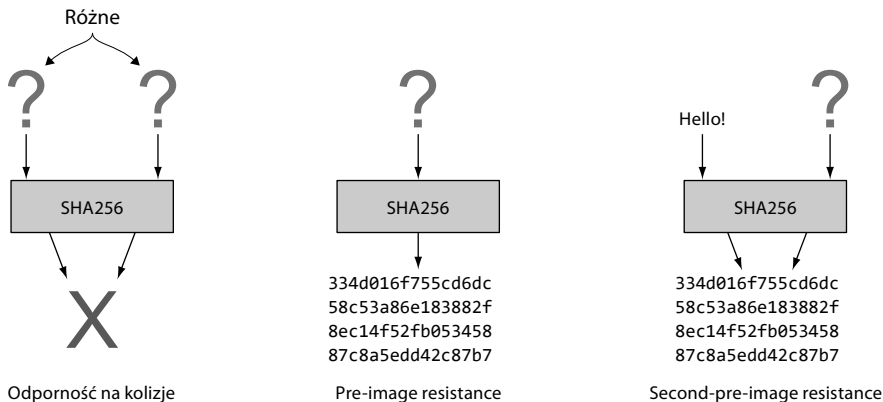 Różne
? ?
SHA256
X
Odporność na kolizje
?
SHA256
334d016f755cd6dc
58c53a86e183882f
8ec14f52fb053458
87c8a5edd42c87b7
Pre-image resistance
Hello! ?
SHA256
334d016f755cd6dc
58c53a86e183882f
8ec14f52fb053458
87c8a5edd42c87b7
Second-pre-image resistance